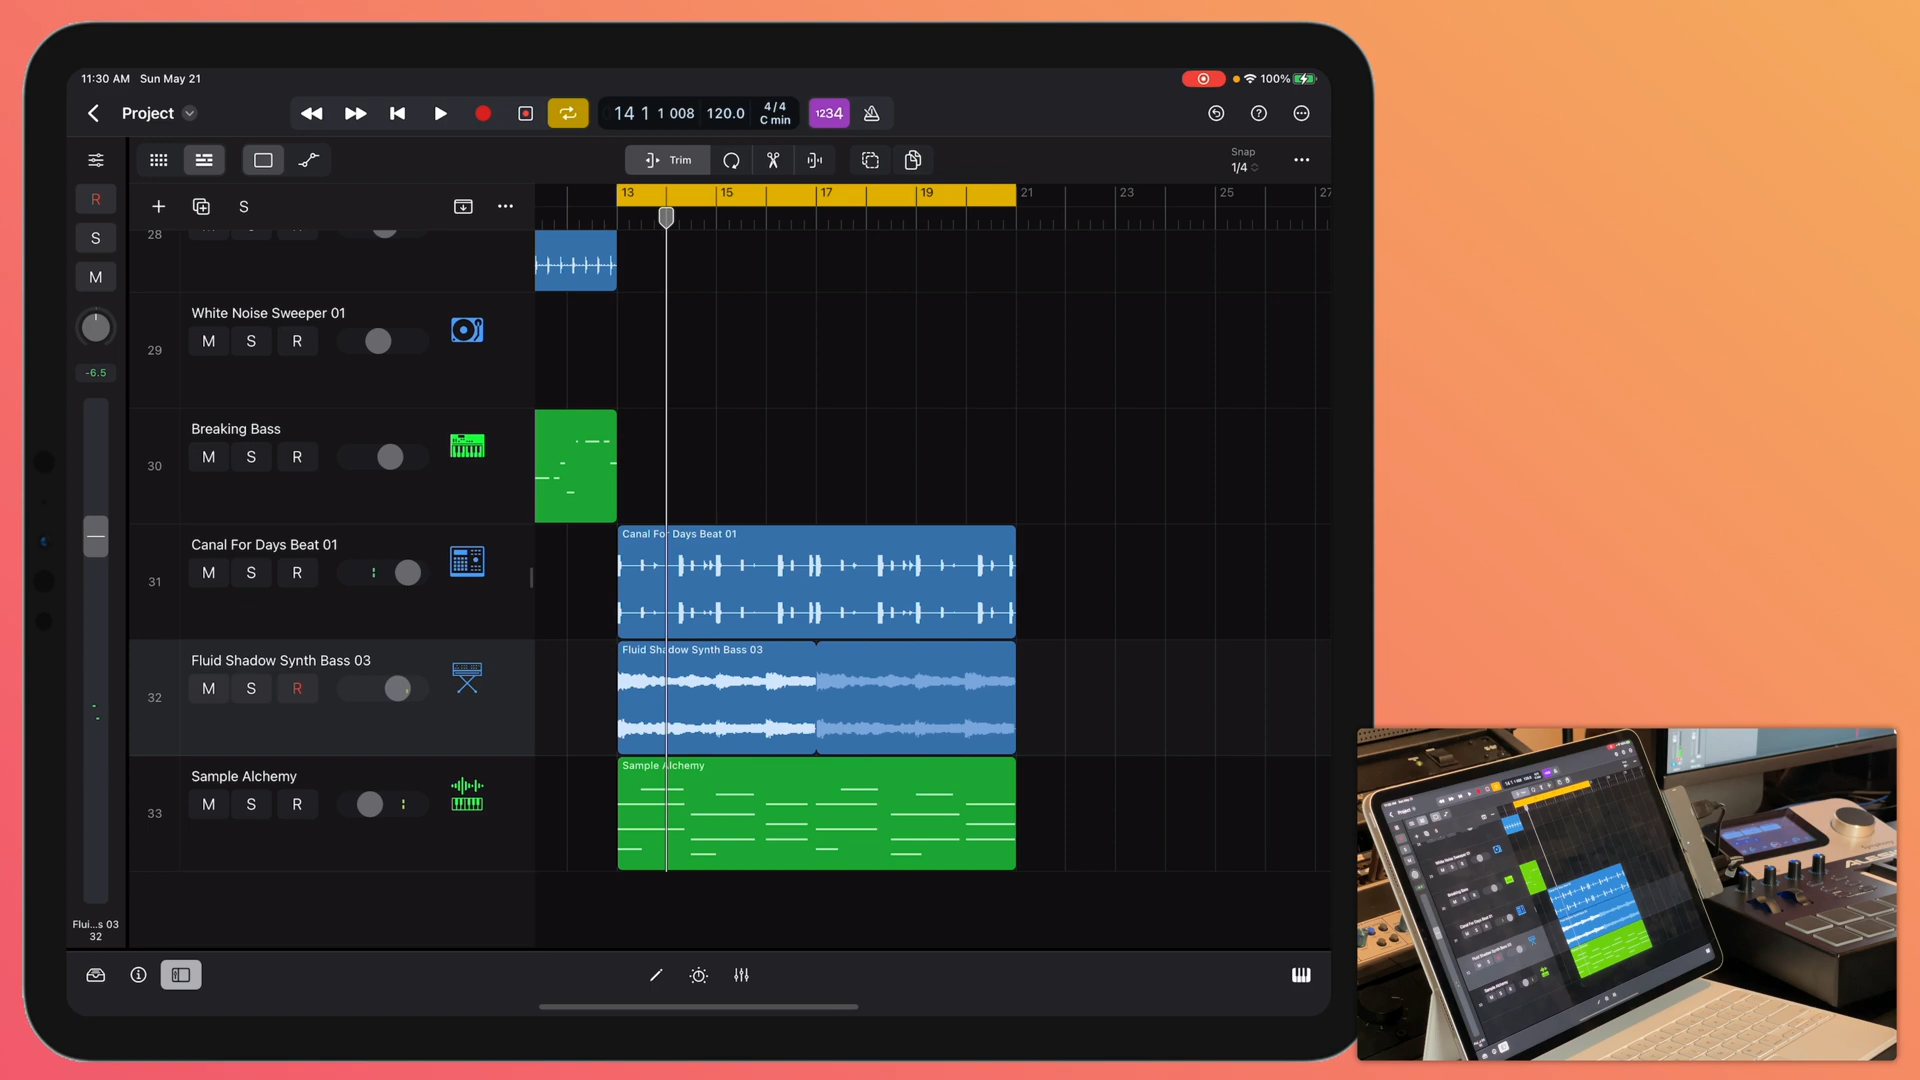 11:30 AM Sun May 21
100%
Project
14 1 1 008
120.0
4/4
C min
1234
Trim
Snap
1/4
R
S
M
-6.5
Flui...s 03
32
S
13 15 17 19 21 23 25 27
28
White Noise Sweeper 01
M S R
29
Breaking Bass
M S R
30
Canal For Days Beat 01
M S R
31
Fluid Shadow Synth Bass 03
M S R
32
Sample Alchemy
M S R
33
Canal For Days Beat 01
Fluid Shadow Synth Bass 03
Sample Alchemy